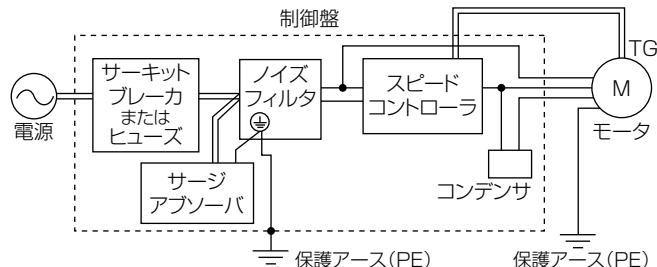 制御盤
TG
サーキット
ブレーカ
または
ヒューズ
ノイズ
フィルタ
スピード
コントローラ
M
電源
モータ
サージ
アブソーバ
コンデンサ
保護アース(PE)
保護アース(PE)